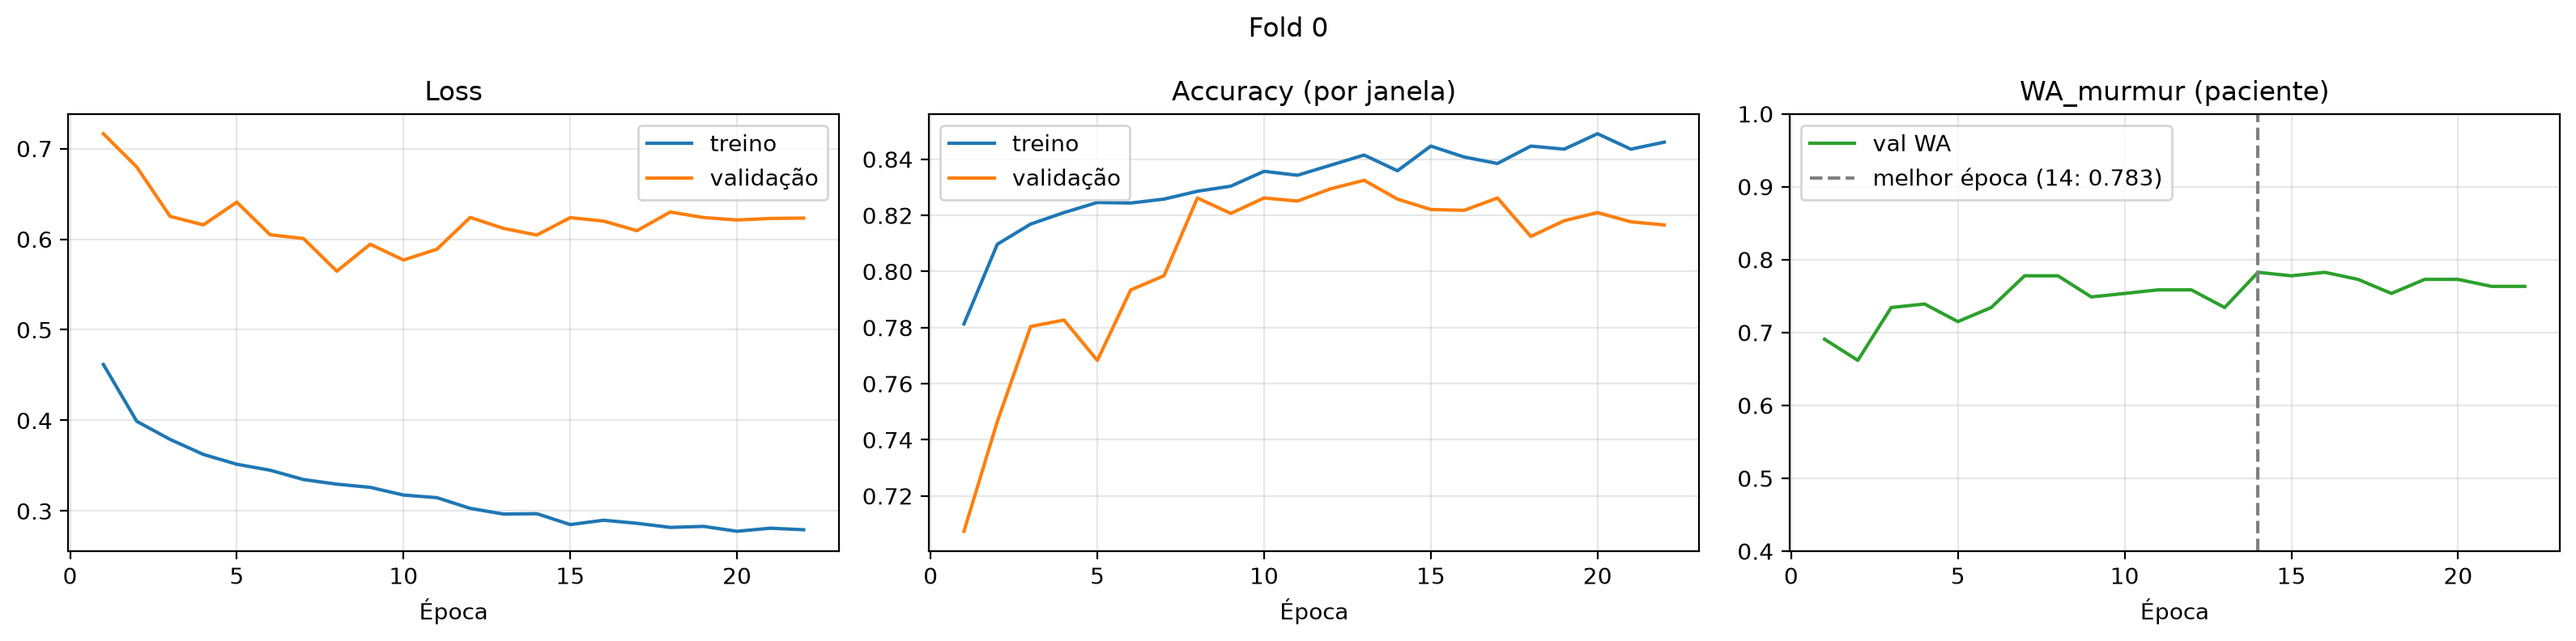 Fold 0
Loss
0.7
0.6
0.5
0.4
0.3
0
5
10
15
20
Época
treino
validação
Accuracy (por janela)
0.84
0.82
0.80
0.78
0.76
0.74
0.72
0
5
10
15
20
Época
treino
validação
WA_murmur (paciente)
1.0
0.9
0.8
0.7
0.6
0.5
0.4
0
5
10
15
20
Época
val WA
melhor época (14: 0.783)